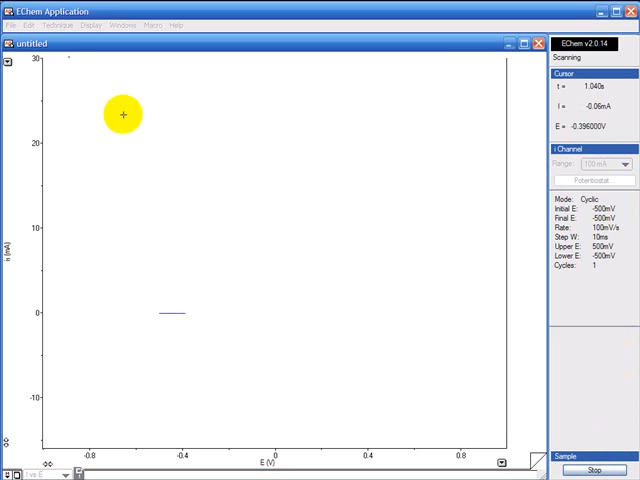 EChem Application
File Edit Technique Display Windows Macro Help
untitled
30
20
10
0
-10
i₁ (mA)
-0.8 -0.4 0 0.4 0.8
E (V)
I vs E
EChem v2.0.14
Scanning
Cursor
t = 1.040s
I = -0.06mA
E = -0.396000V
i Channel
Range: 100 mA
Potentiostat...
Mode: Cyclic
Initial E: -500mV
Final E: -500mV
Rate: 100mV/s
Step W: 10ms
Upper E: 500mV
Lower E: -500mV
Cycles: 1
Sample
Stop